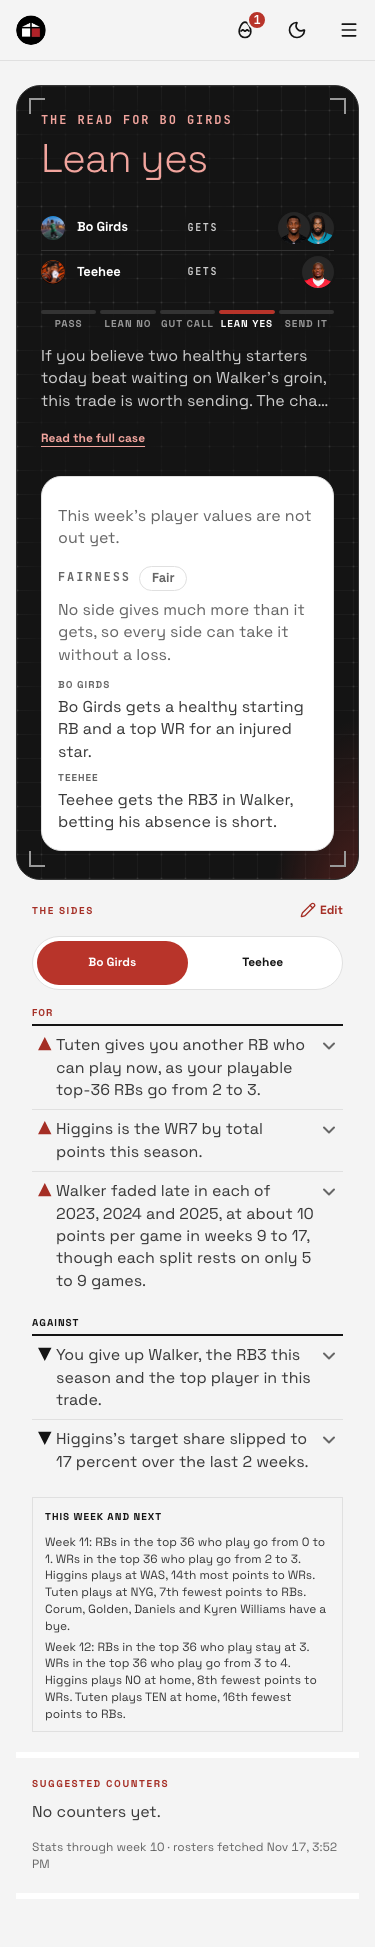 1
THE READ FOR BO GIRDS
Lean yes
Bo Girds GETS
Teehee GETS
PASS LEAN NO GUT CALL LEAN YES SEND IT
If you believe two healthy starters
today beat waiting on Walker's groin,
this trade is worth sending. The cha...
Read the full case
This week's player values are not
out yet.
FAIRNESS Fair
No side gives much more than it
gets, so every side can take it
without a loss.
BO GIRDS
Bo Girds gets a healthy starting
RB and a top WR for an injured
star.
TEEHEE
Teehee gets the RB3 in Walker,
betting his absence is short.
THE SIDES Edit
Bo Girds Teehee
FOR
Tuten gives you another RB who
can play now, as your playable
top-36 RBs go from 2 to 3.
Higgins is the WR7 by total
points this season.
Walker faded late in each of
2023, 2024 and 2025, at about 10
points per game in weeks 9 to 17,
though each split rests on only 5
to 9 games.
AGAINST
You give up Walker, the RB3 this
season and the top player in this
trade.
Higgins's target share slipped to
17 percent over the last 2 weeks.
THIS WEEK AND NEXT
Week 11: RBs in the top 36 who play go from 0 to
1. WRs in the top 36 who play go from 2 to 3.
Higgins plays at WAS, 14th most points to WRs.
Tuten plays at NYG, 7th fewest points to RBs.
Corum, Golden, Daniels and Kyren Williams have a
bye.
Week 12: RBs in the top 36 who play stay at 3.
WRs in the top 36 who play go from 3 to 4.
Higgins plays NO at home, 8th fewest points to
WRs. Tuten plays TEN at home, 16th fewest
points to RBs.
SUGGESTED COUNTERS
No counters yet.
Stats through week 10 · rosters fetched Nov 17, 3:52
PM